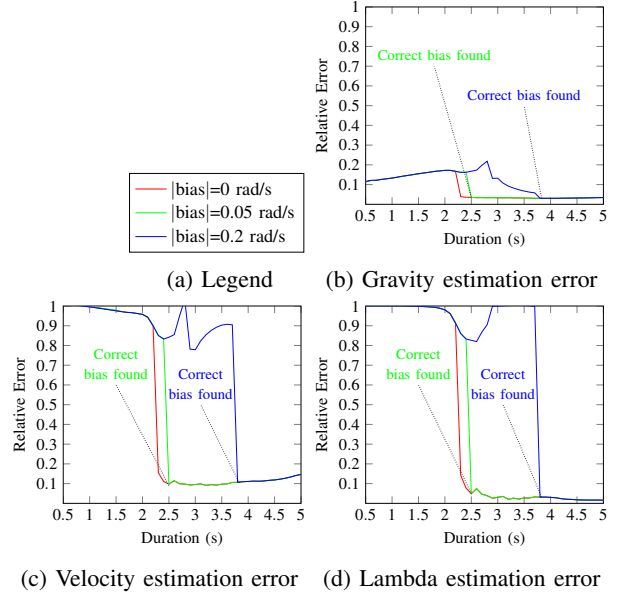 1
0.9
0.8
0.7
0.6
0.5
0.4
0.3
0.2
0.1
Relative Error
Correct bias found
Correct bias found
0.5 1 1.5 2 2.5 3 3.5 4 4.5 5
Duration (s)
|bias|=0 rad/s
|bias|=0.05 rad/s
|bias|=0.2 rad/s
(a) Legend
(b) Gravity estimation error
1
0.9
0.8
0.7
0.6
0.5
0.4
0.3
0.2
0.1
Relative Error
Correct
bias found
Correct
bias found
0.5 1 1.5 2 2.5 3 3.5 4 4.5 5
Duration (s)
(c) Velocity estimation error
1
0.9
0.8
0.7
0.6
0.5
0.4
0.3
0.2
0.1
Relative Error
Correct
bias found
Correct
bias found
0.5 1 1.5 2 2.5 3 3.5 4 4.5 5
Duration (s)
(d) Lambda estimation error